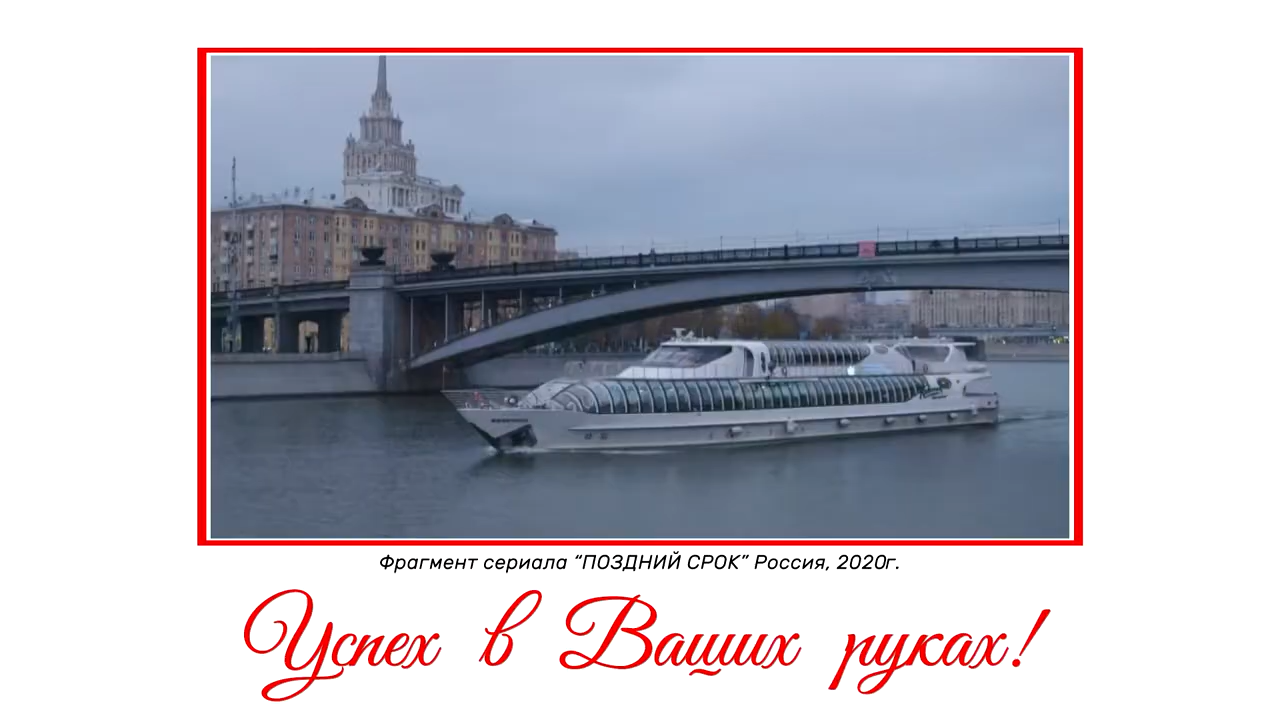 Фрагмент сериала “ПОЗДНИЙ СРОК” Россия, 2020г.
Успех в Ваших руках!